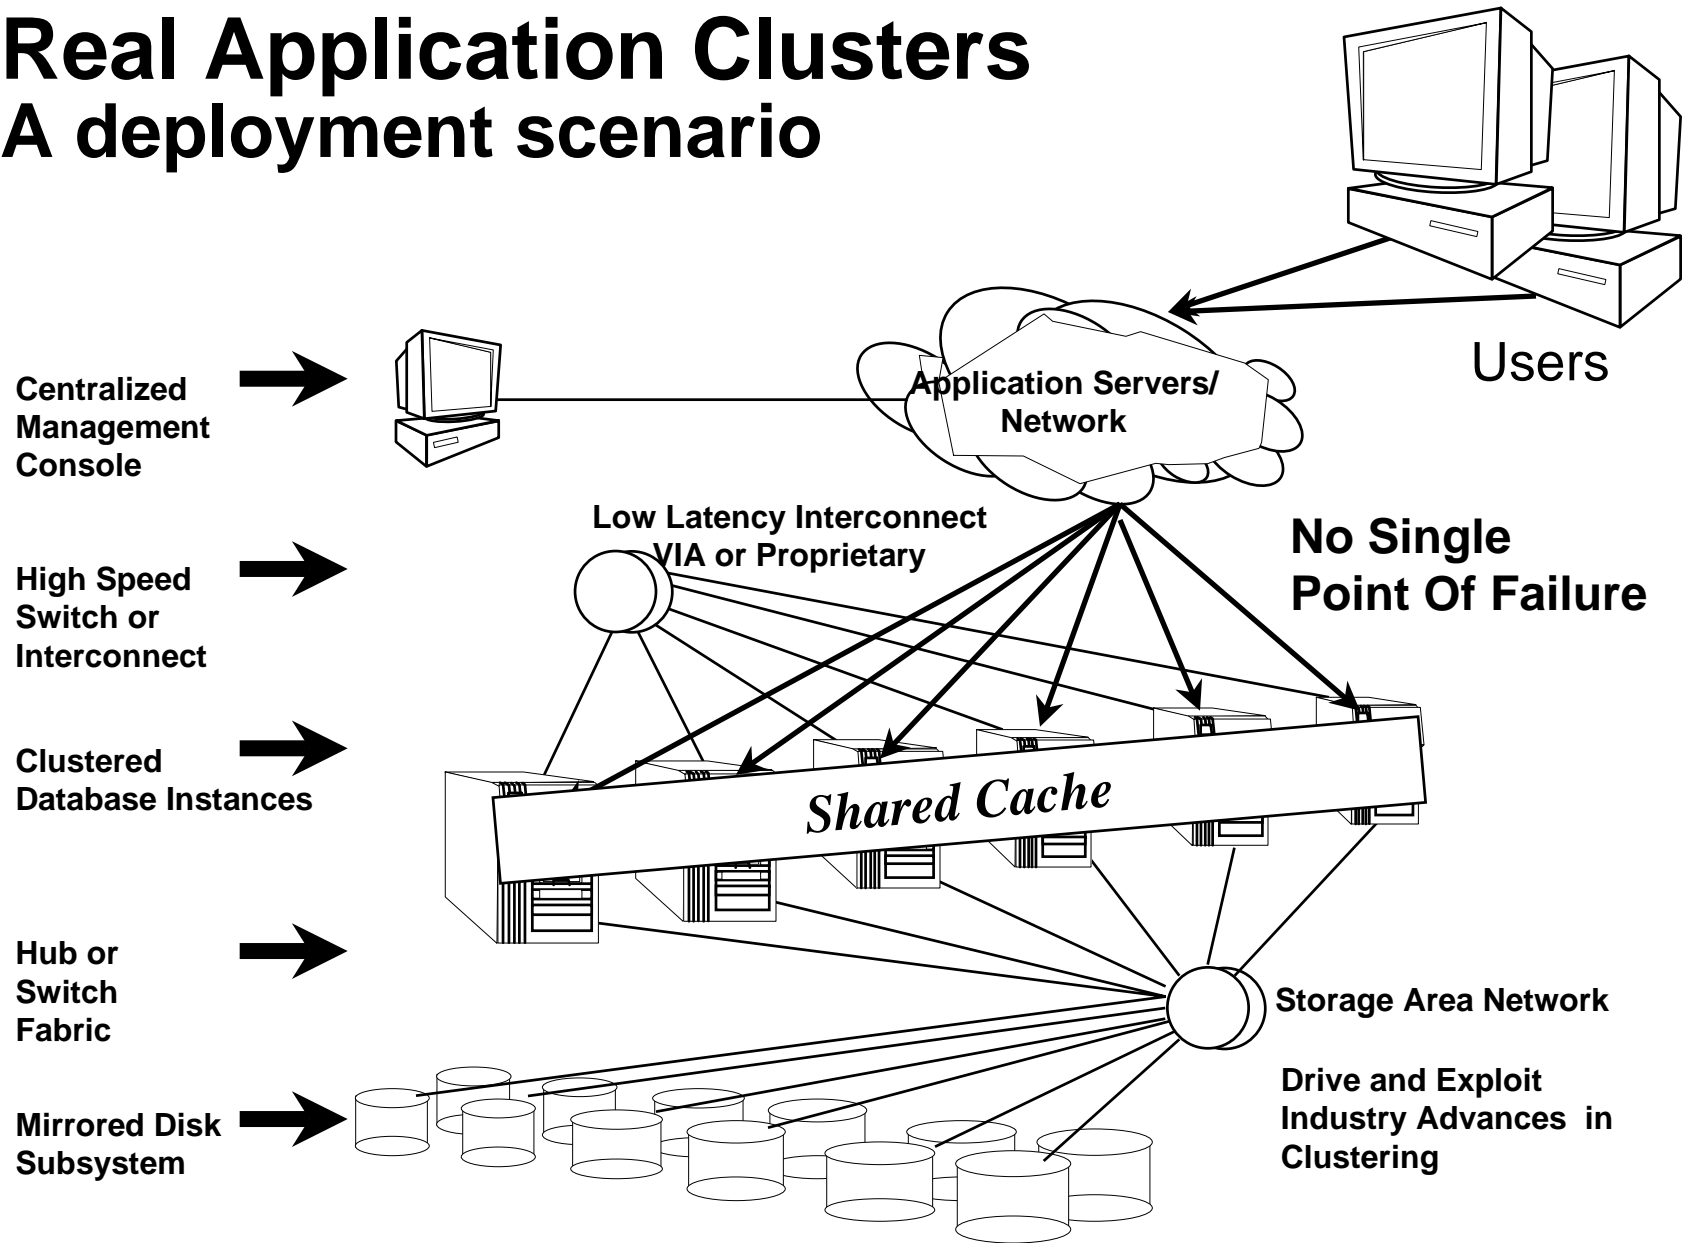 Real Application Clusters
A deployment scenario
Users
Centralized
Management
Console
Application Servers/
Network
Low Latency Interconnect
VIA or Proprietary
No Single
Point Of Failure
High Speed
Switch or
Interconnect
Clustered
Database Instances
Shared Cache
Hub or
Switch
Fabric
Storage Area Network
Drive and Exploit
Industry Advances in
Clustering
Mirrored Disk
Subsystem